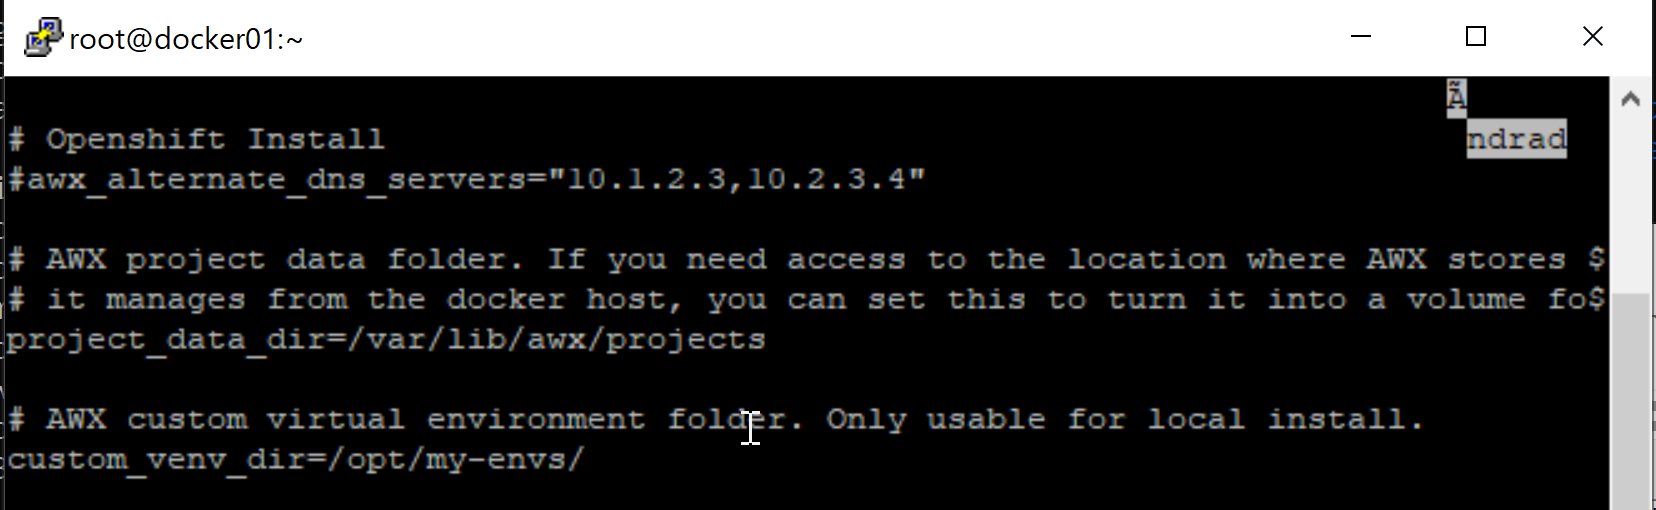 root@docker01:~
Ã
# Openshift Install
ndrad
#awx_alternate_dns_servers="10.1.2.3,10.2.3.4"
# AWX project data folder. If you need access to the location where AWX stores $
# it manages from the docker host, you can set this to turn it into a volume fo$
project_data_dir=/var/lib/awx/projects
# AWX custom virtual environment folder. Only usable for local install.
custom_venv_dir=/opt/my-envs/